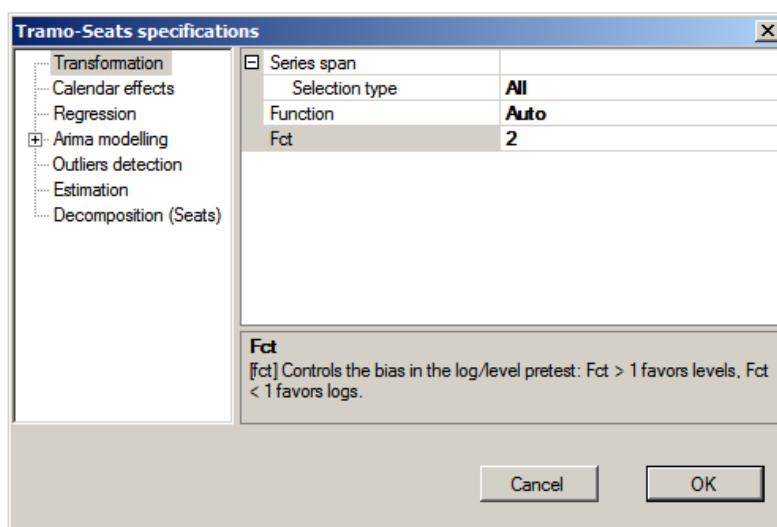 Tramo-Seats specifications
Transformation
Calendar effects
Regression
Arima modelling
Outliers detection
Estimation
Decomposition (Seats)
Series span
Selection type All
Function Auto
Fct 2
Fct
[fct] Controls the bias in the log/level pretest: Fct > 1 favors levels, Fct
< 1 favors logs.
Cancel OK